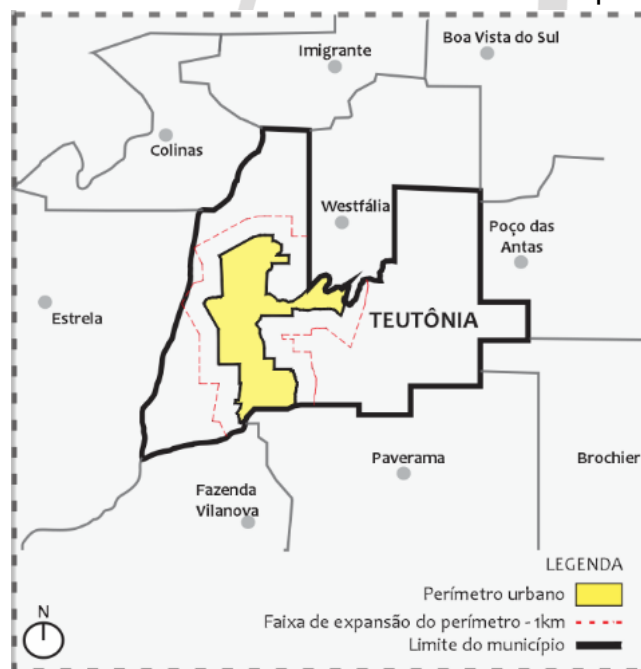 Imigrante
Boa Vista do Sul
Colinas
Westfália
Poço das
Antas
Estrela
TEUTÔNIA
Paverama
Brochier
Fazenda
Vilanova
LEGENDA
Perímetro urbano
Faixa de expansão do perímetro - 1km
Limite do município
N